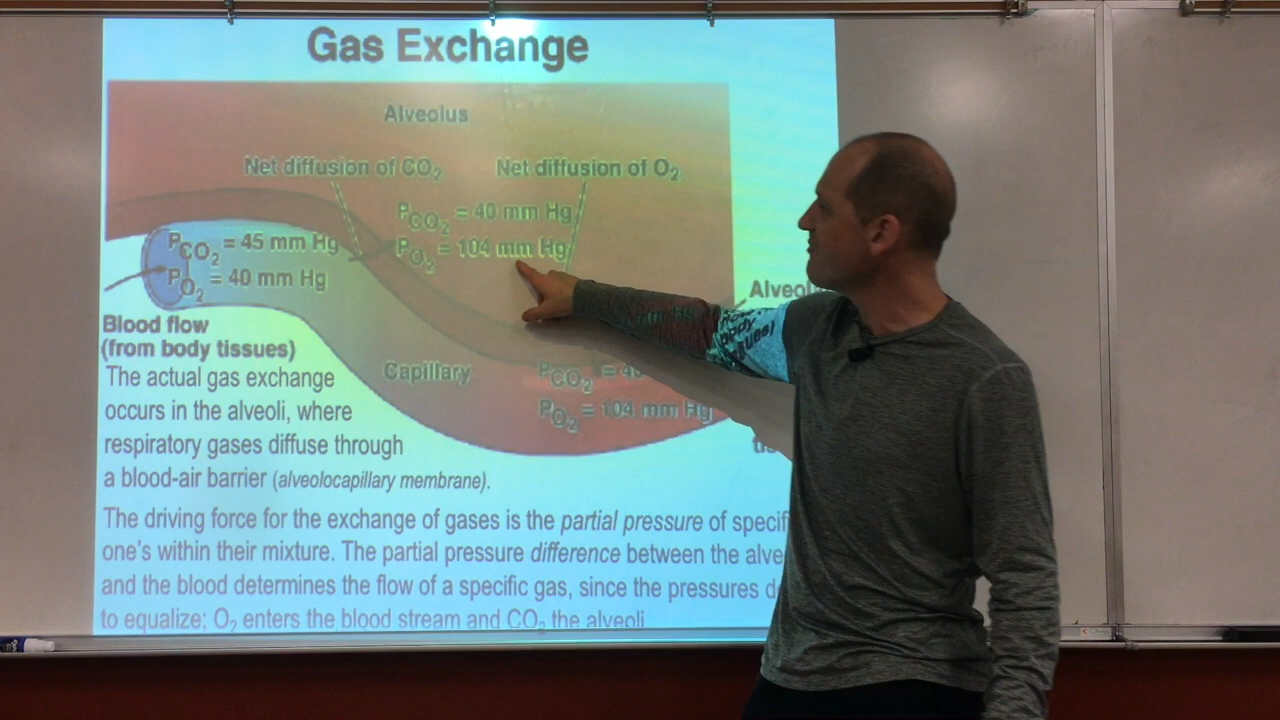 Gas Exchange
Alveolus
Net diffusion of CO₂
Net diffusion of O₂
PCO₂ = 40 mm Hg
PO₂ = 104 mm Hg
PCO₂ = 45 mm Hg
PO₂ = 40 mm Hg
Blood flow
(from body tissues)
Capillary
PCO₂ = 4
PO₂ = 104 mm Hg
The actual gas exchange
occurs in the alveoli, where
respiratory gases diffuse through
a blood-air barrier (alveolocapillary membrane).
The driving force for the exchange of gases is the partial pressure of specif
one's within their mixture. The partial pressure difference between the alve
and the blood determines the flow of a specific gas, since the pressures
to equalize; O₂ enters the blood stream and CO₂ the alveoli